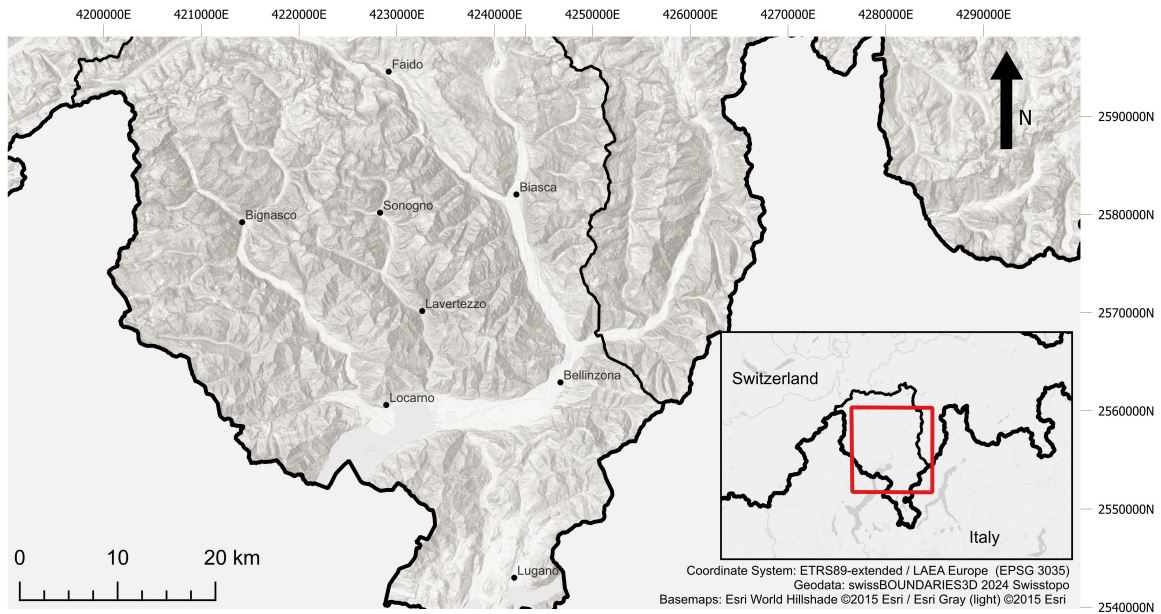 4200000E 4210000E 4220000E 4230000E 4240000E 4250000E 4260000E 4270000E 4280000E 4290000E
Faido
N
2590000N
Biasca
Sonogno
Bignasco
2580000N
Lavertezzo
2570000N
Bellinzona
Switzerland
Locarno
2560000N
2550000N
Italy
0 10 20 km
Lugano
Coordinate System: ETRS89-extended / LAEA Europe (EPSG 3035)
Geodata: swissBOUNDARIES3D 2024 Swisstopo
Basemaps: Esri World Hillshade ©2015 Esri / Esri Gray (light) ©2015 Esri
2540000N